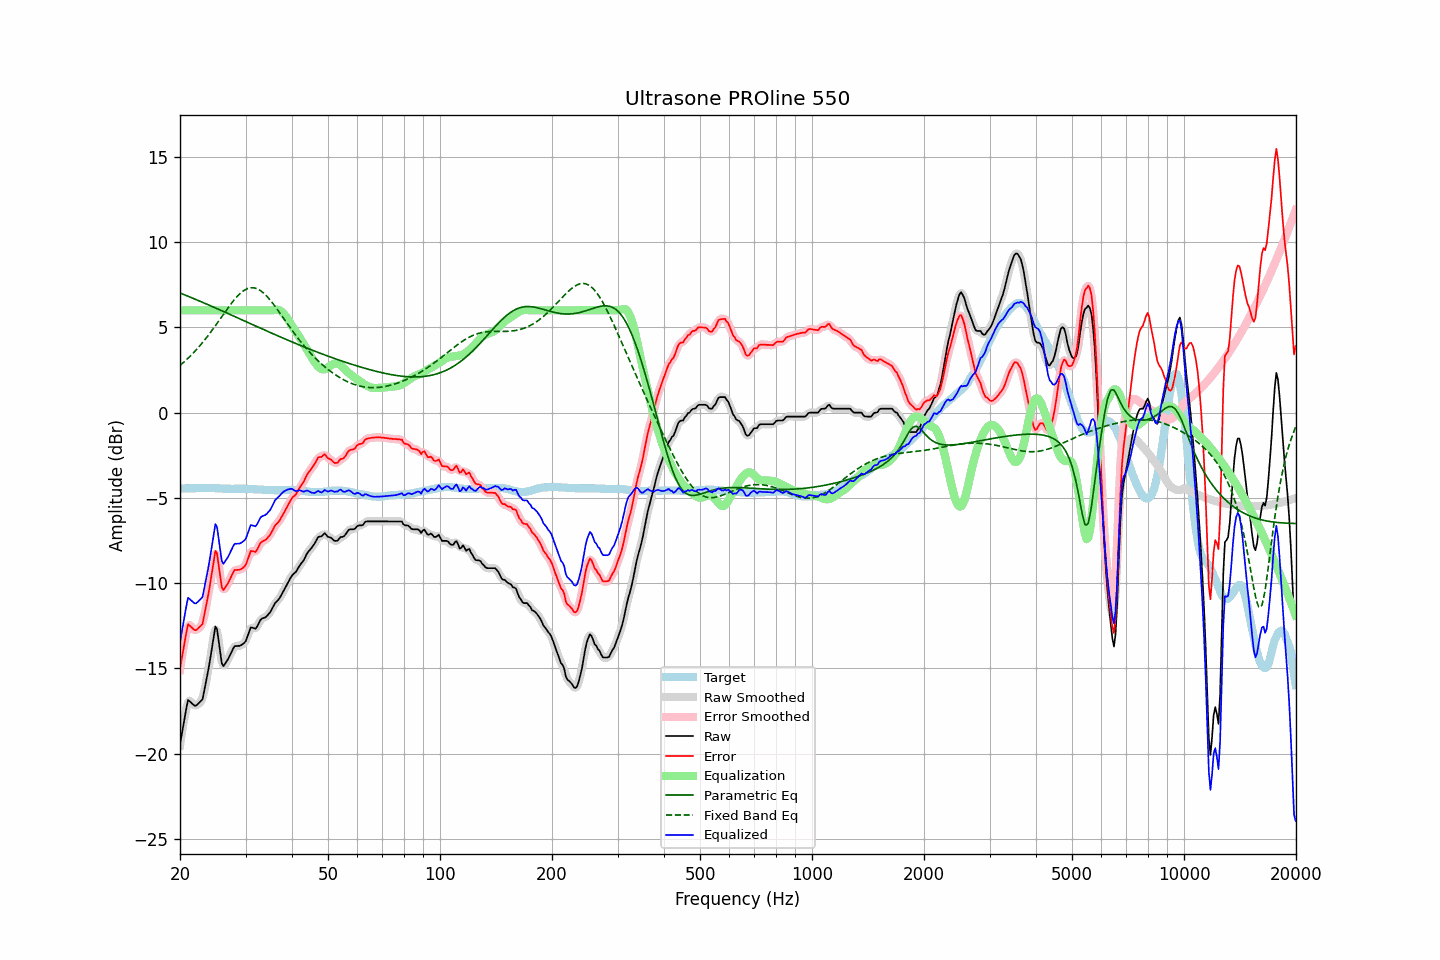 Ultrasone PROline 550
Amplitude (dBr)
15
10
5
0
−5
−10
−15
−20
−25
20
50
100
200
500
1000
2000
5000
10000
20000
Frequency (Hz)
Target
Raw Smoothed
Error Smoothed
Raw
Error
Equalization
Parametric Eq
Fixed Band Eq
Equalized